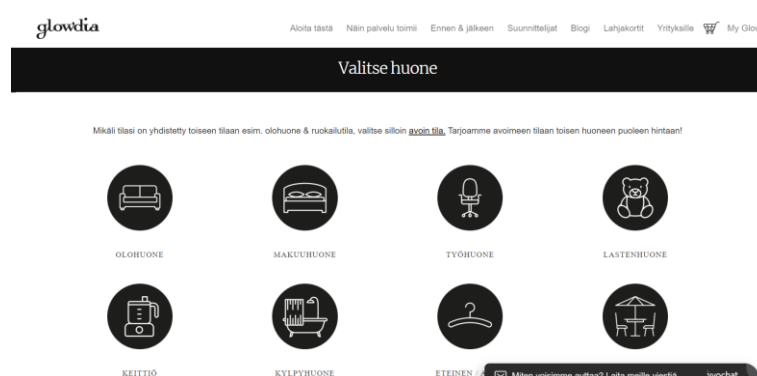 glowdia
Aloita tästä Näin palvelu toimii Ennen & jälkeen Suunnittelijat Blogi Lahjakortit Yrityksille My Glow
Valitse huone
Mikäli tilasi on yhdistetty toiseen tilaan esim. olohuone & ruokailutila, valitse silloin avoin tila. Tarjoamme avoimeen tilaan toisen huoneen puoleen hintaan!
OLOHUONE MAKUUHUONE TYÖHUONE LASTENHUONE
KEITTIÖ KYLPYHUONE ETEINEN /
Miten voisimme auttaa? Laita meille viestiä